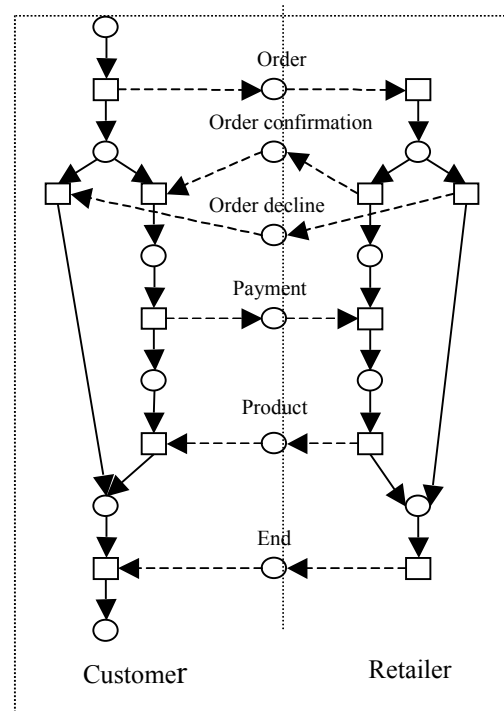 Order
Order confirmation
Order decline
Payment
Product
End
Customer
Retailer